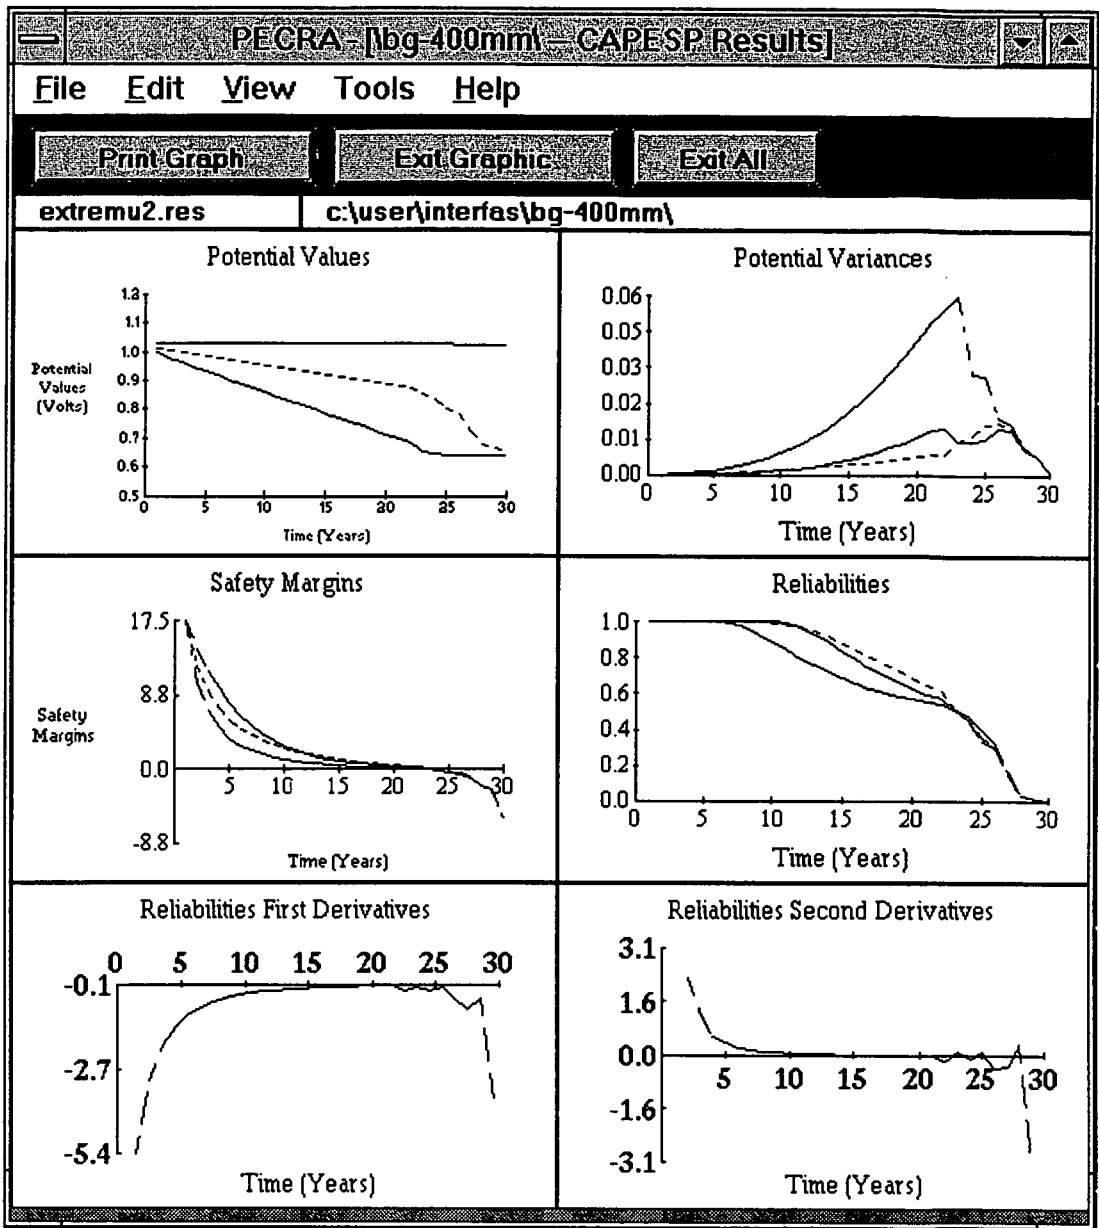 PECRA - [\bg-400mm\ — CAPESP Results]
File Edit View Tools Help
Print Graph Exit Graphic Exit All
extremu2.res c:\user\interfas\bg-400mm\
Potential Values
1.2
1.1
1.0
0.9
0.8
0.7
0.6
0.5
Potential
Values
(Volts)
0 5 10 15 20 25 30
Time (Years)
Potential Variances
0.06
0.05
0.04
0.03
0.02
0.01
0.00
0 5 10 15 20 25 30
Time (Years)
Safety Margins
17.5
8.8
0.0
-8.8
Safety
Margins
5 10 15 20 25 30
Time (Years)
Reliabilities
1.0
0.8
0.6
0.4
0.2
0.0
0 5 10 15 20 25 30
Time (Years)
Reliabilities First Derivatives
0 5 10 15 20 25 30
-0.1
-2.7
-5.4
Time (Years)
Reliabilities Second Derivatives
3.1
1.6
0.0
-1.6
-3.1
5 10 15 20 25 30
Time (Years)